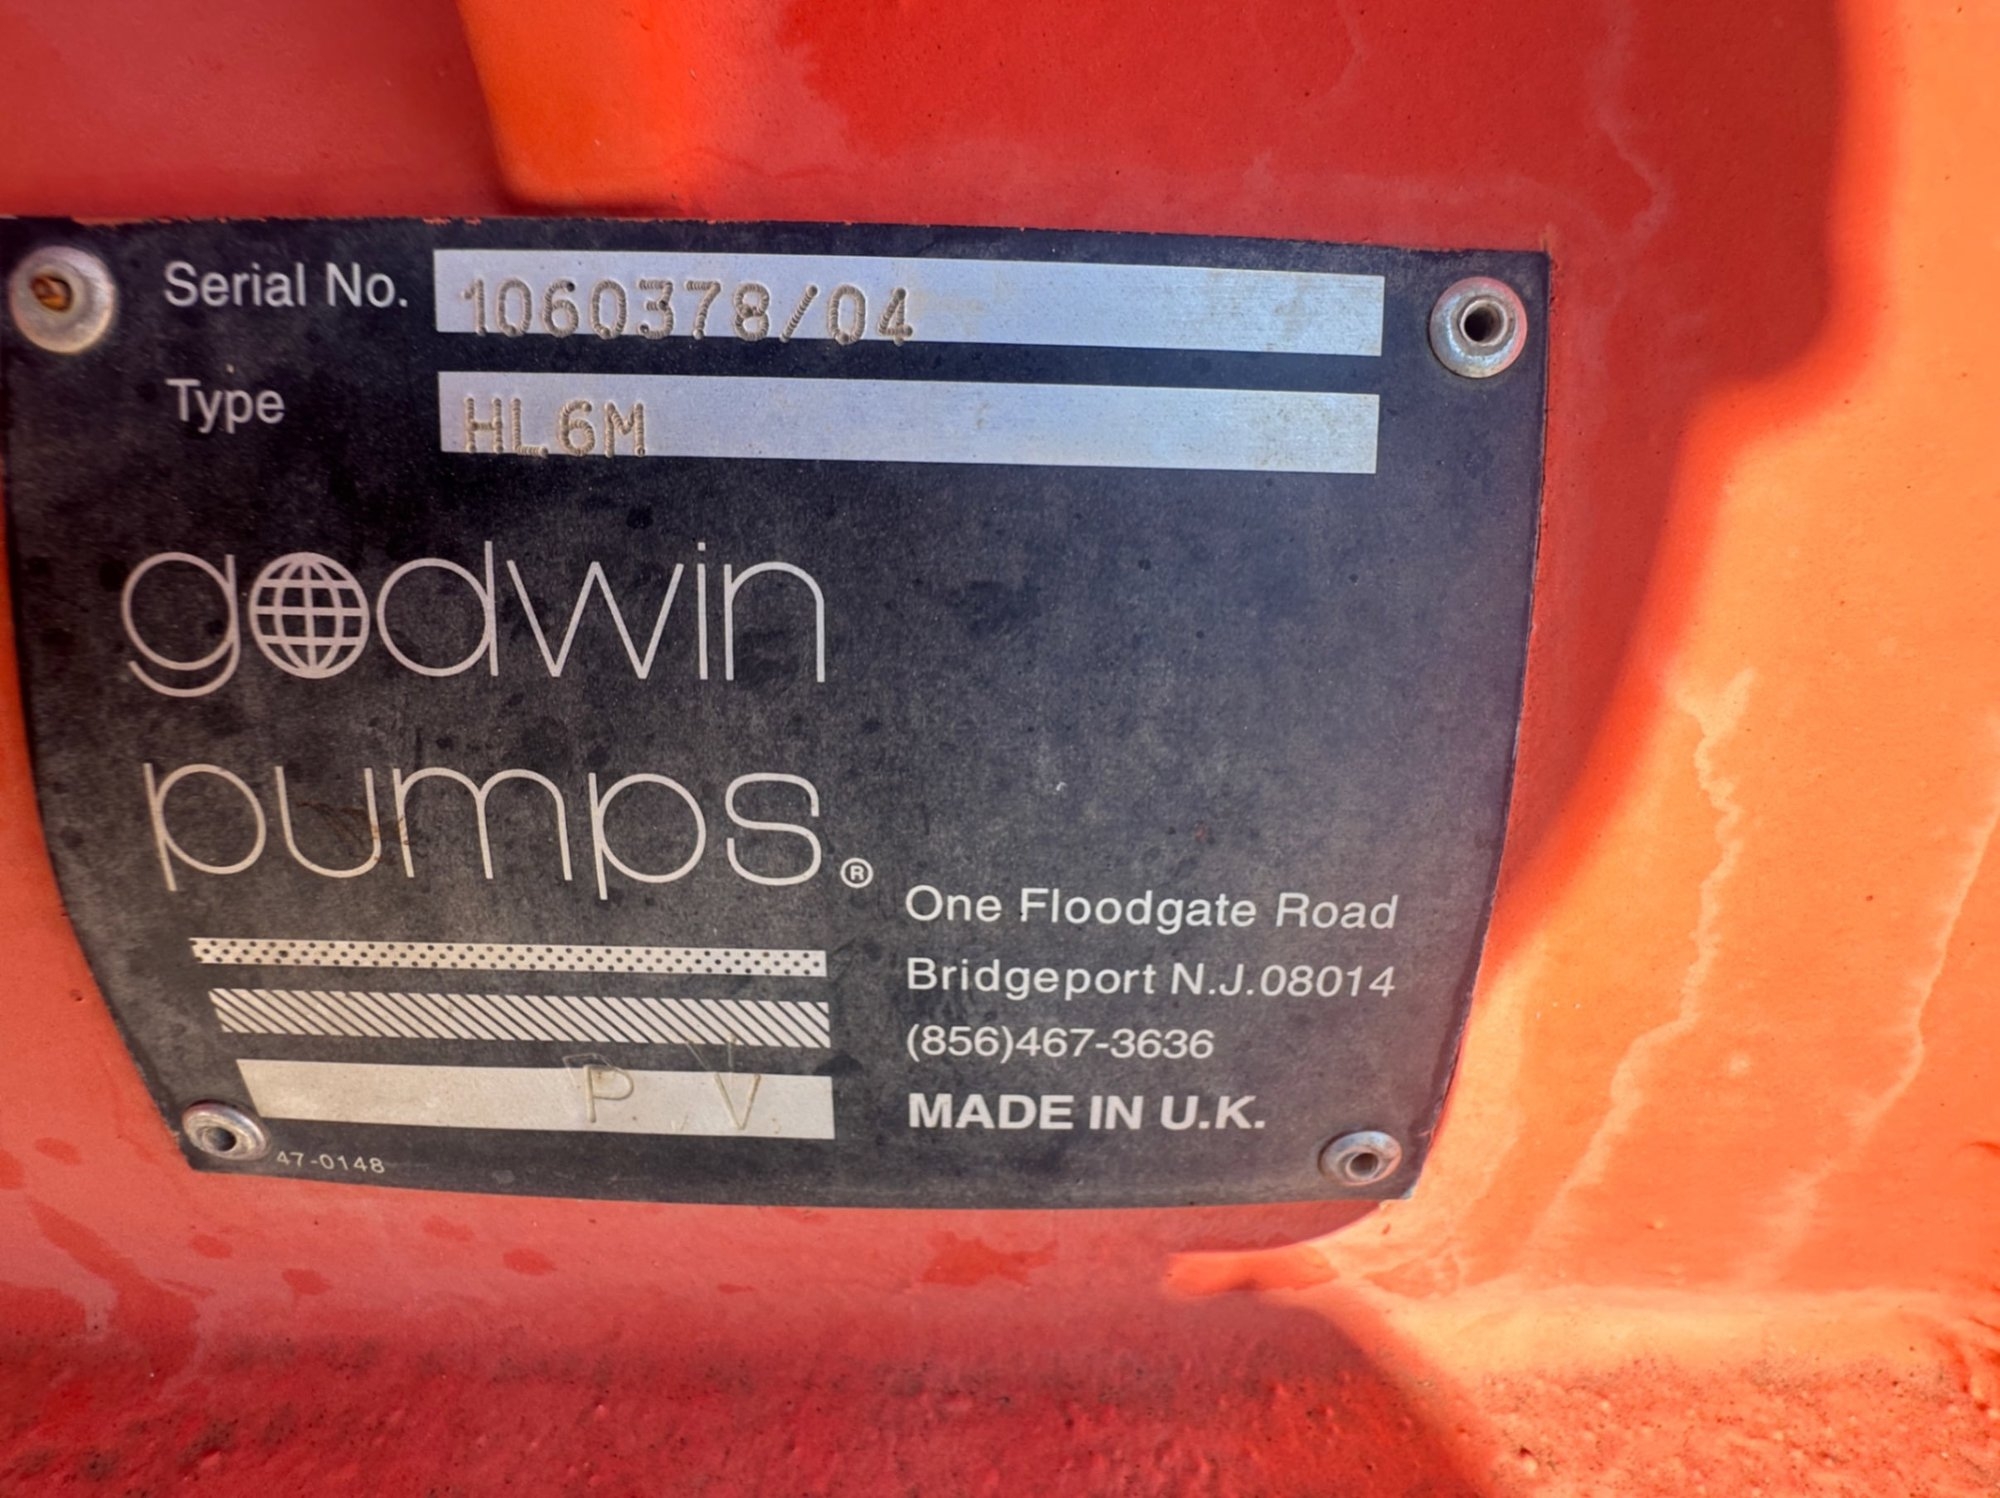 Serial No. 1060378/04
Type HL6M
godwin
pumps®
One Floodgate Road
Bridgeport N.J.08014
(856)467-3636
MADE IN U.K.
P.V.
47-0148